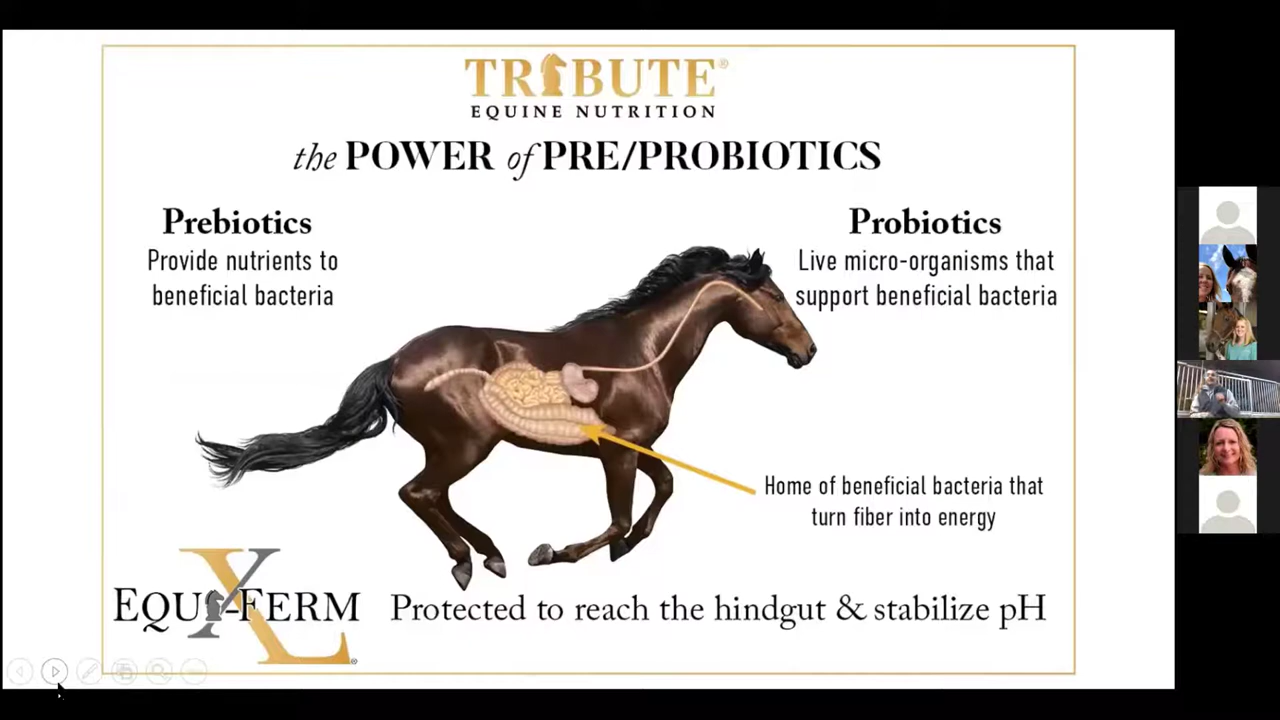 TRIBUTE®
EQUINE NUTRITION
the POWER of PRE/PROBIOTICS
Prebiotics
Provide nutrients to
beneficial bacteria
Probiotics
Live micro-organisms that
support beneficial bacteria
Home of beneficial bacteria that
turn fiber into energy
EQUI-FERM XL®
Protected to reach the hindgut & stabilize pH